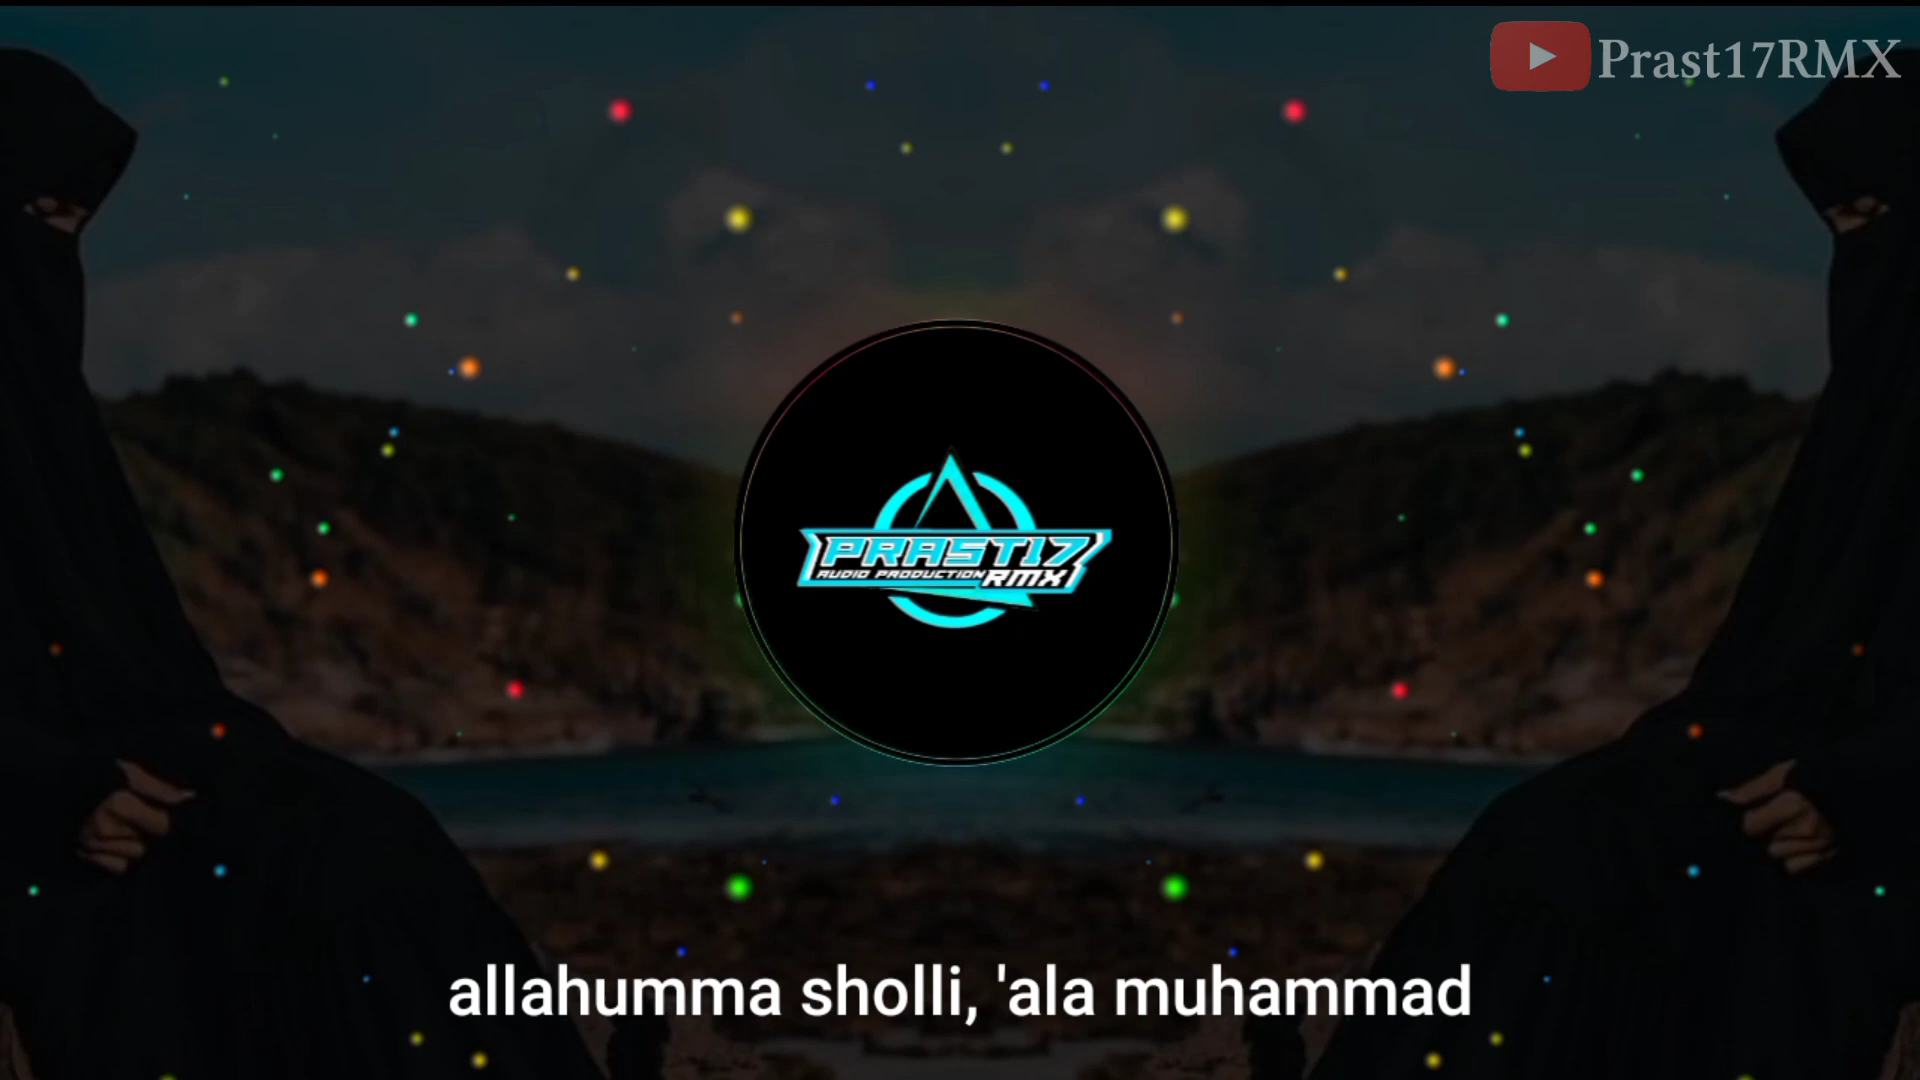 Prast17RMX
PRAST17
AUDIO PRODUCTION RMX
allahumma sholli, 'ala muhammad